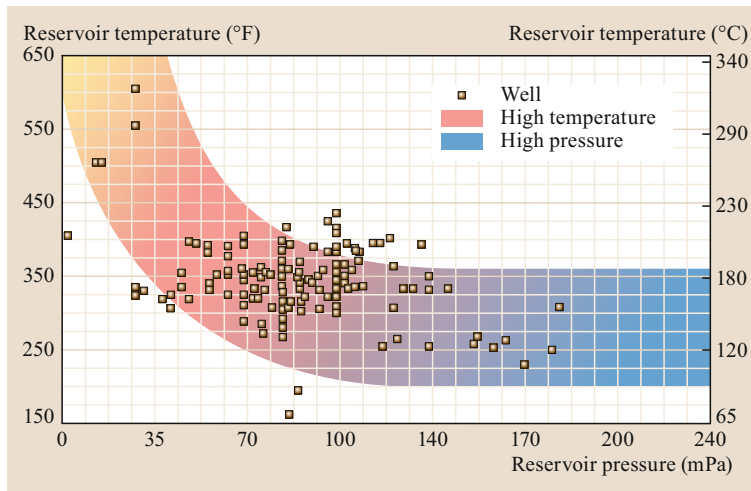 Reservoir temperature (°F)
Reservoir temperature (°C)
650
550
450
350
250
150
340
290
230
180
120
65
Well
High temperature
High pressure
0 35 70 100 140 170 200 240
Reservoir pressure (mPa)